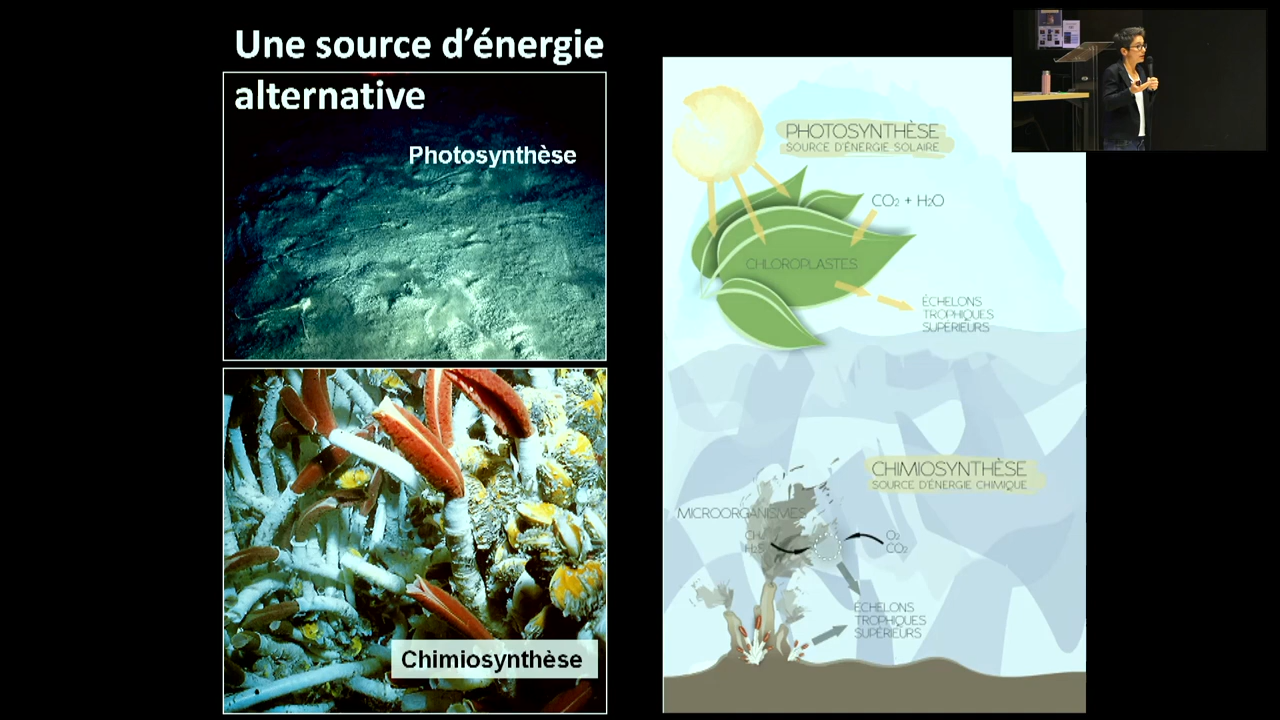 Une source d’énergie
alternative
Photosynthèse
Chimiosynthèse
PHOTOSYNTHÈSE
SOURCE D'ÉNERGIE SOLAIRE
CO₂ + H₂O
CHLOROPLASTES
ÉCHELONS
TROPHIQUES
SUPÉRIEURS
CHIMIOSYNTHÈSE
SOURCE D'ÉNERGIE CHIMIQUE
MICROORGANISMES
H₂S
O₂
CO₂
ÉCHELONS
TROPHIQUES
SUPÉRIEURS